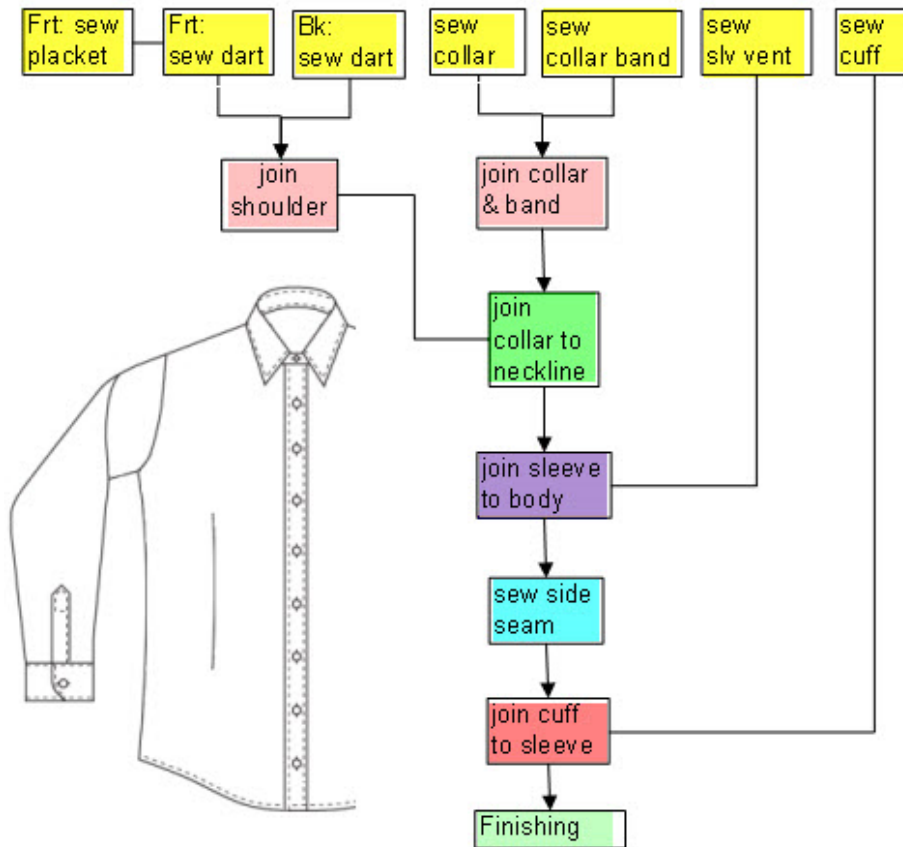 Frt: sew
placket
Frt:
sew dart
Bk:
sew dart
sew
collar
sew
collar band
sew
slv vent
sew
cuff
join
shoulder
join collar
& band
join
collar to
neckline
join sleeve
to body
sew side
seam
join cuff
to sleeve
Finishing